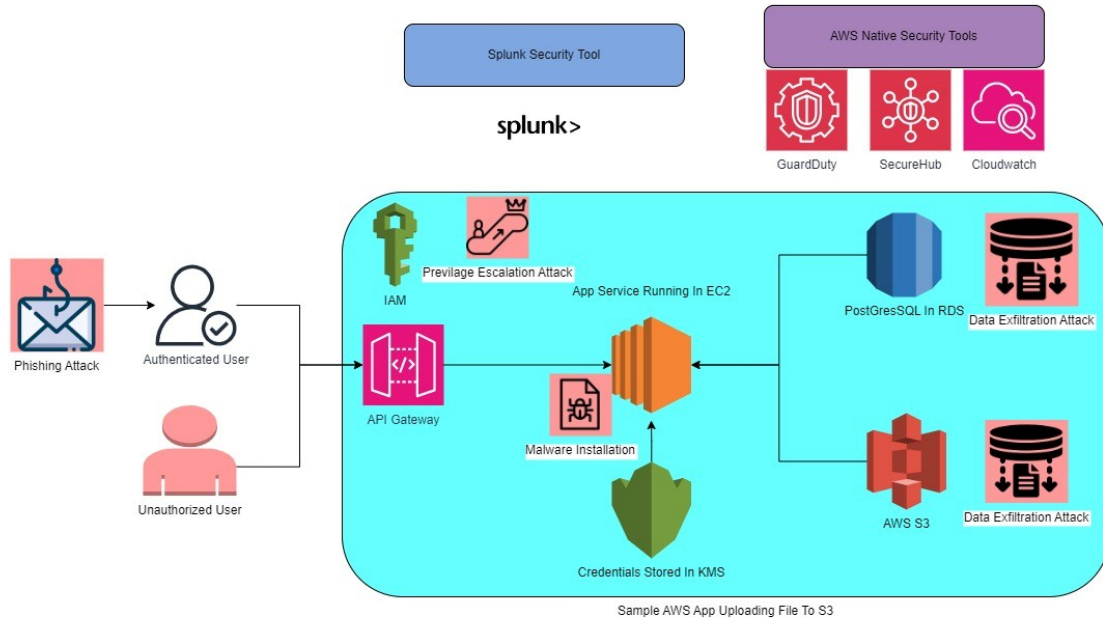 Splunk Security Tool
AWS Native Security Tools
splunk>
GuardDuty
SecureHub
Cloudwatch
IAM
Previlage Escalation Attack
App Service Running In EC2
PostGresSQL In RDS
Data Exfiltration Attack
Phishing Attack
Authenticated User
API Gateway
</>
Malware Installation
Unauthorized User
AWS S3
Data Exfiltration Attack
Credentials Stored In KMS
Sample AWS App Uploading File To S3